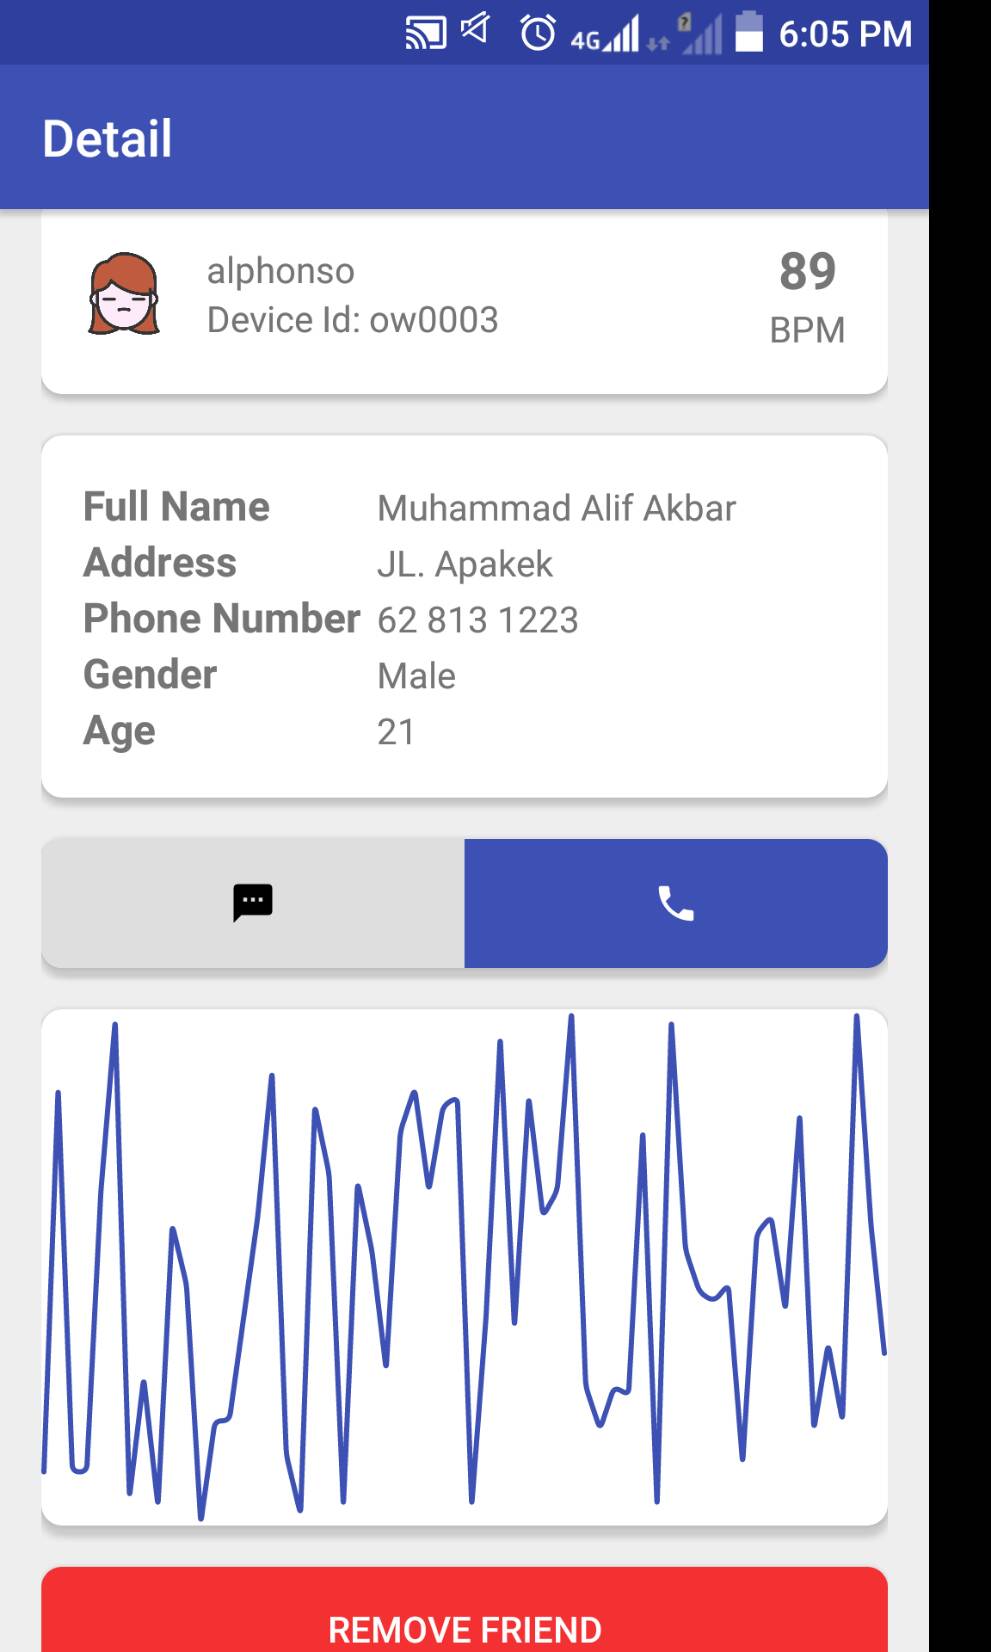 4G 6:05 PM
Detail
alphonso
Device Id: ow0003
89
BPM
Full Name Muhammad Alif Akbar
Address JL. Apakek
Phone Number 62 813 1223
Gender Male
Age 21
REMOVE FRIEND